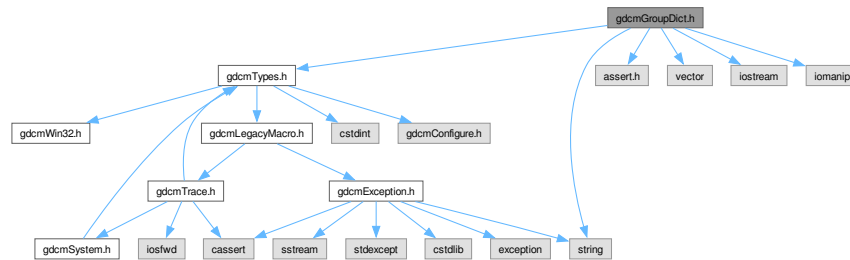 gdcmGroupDict.h
gdcmTypes.h
assert.h
vector
iostream
iomanip
gdcmWin32.h
gdcmLegacyMacro.h
cstdint
gdcmConfigure.h
gdcmTrace.h
gdcmException.h
gdcmSystem.h
iosfwd
cassert
sstream
stdexcept
cstdlib
exception
string